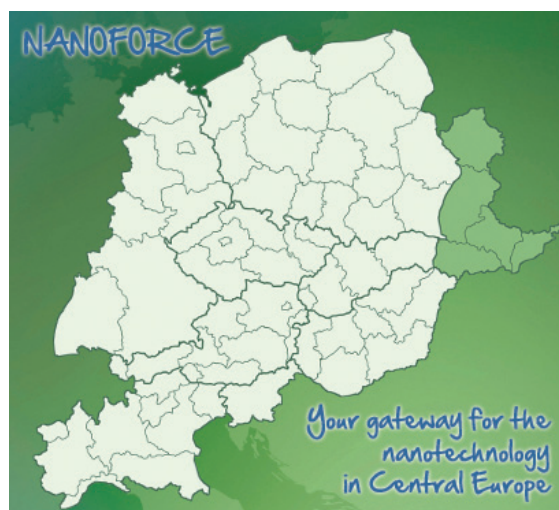 NANOFORCE
Your gateway for the
nanotechnology
in Central Europe